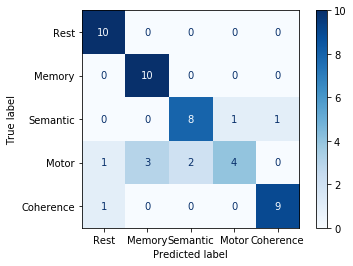 True label
Rest 10 0 0 0 0
Memory 0 10 0 0 0
Semantic 0 0 8 1 1
Motor 1 3 2 4 0
Coherence 1 0 0 0 9
Rest Memory Semantic Motor Coherence
Predicted label
10
8
6
4
2
0